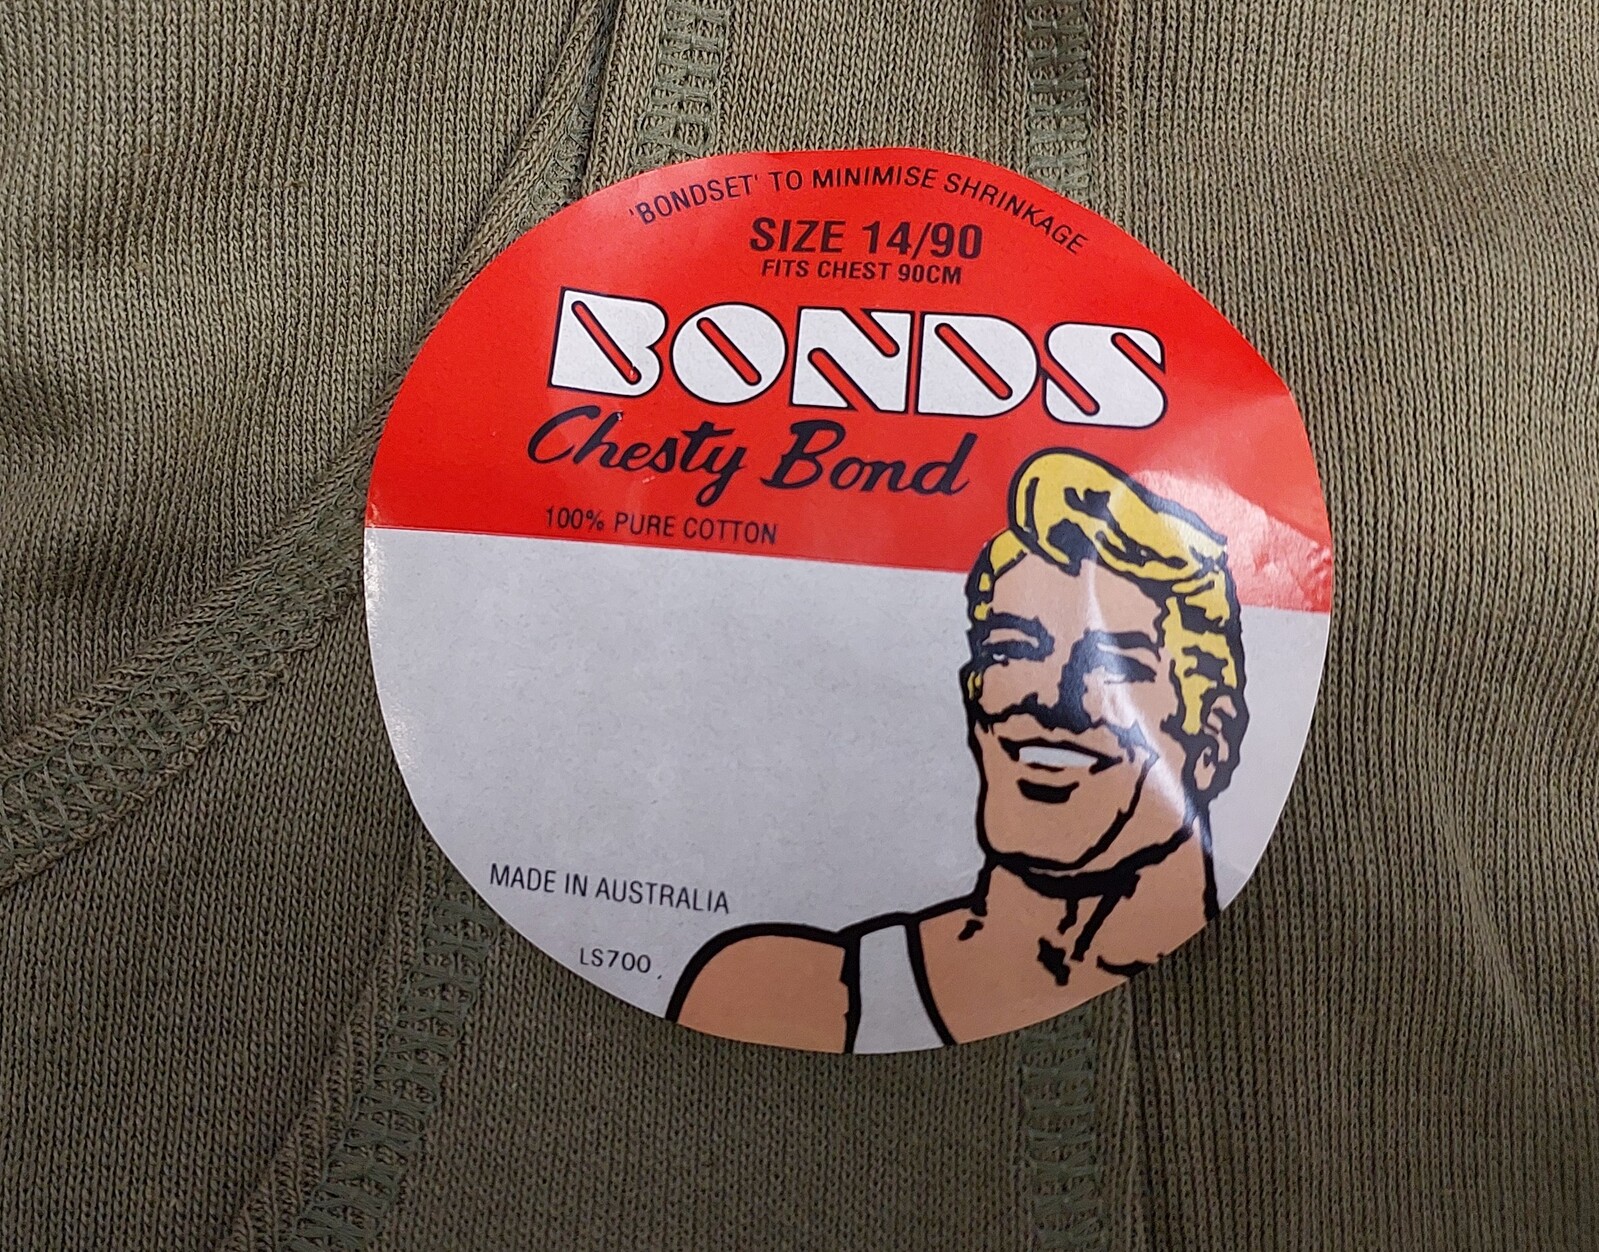 'BONDSET' TO MINIMISE SHRINKAGE
SIZE 14/90
FITS CHEST 90CM
BONDS
Chesty Bond
100% PURE COTTON
MADE IN AUSTRALIA
LS700